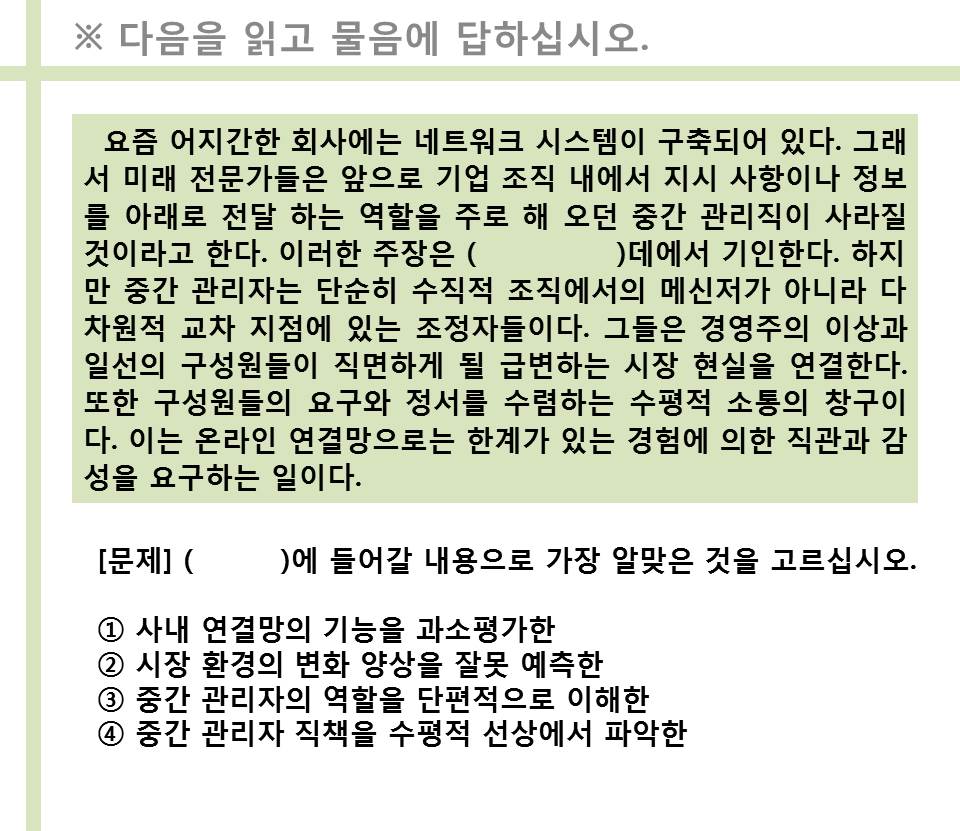 ※ 다음을 읽고 물음에 답하십시오.
요즘 어지간한 회사에는 네트워크 시스템이 구축되어 있다. 그래
서 미래 전문가들은 앞으로 기업 조직 내에서 지시 사항이나 정보
를 아래로 전달 하는 역할을 주로 해 오던 중간 관리직이 사라질
것이라고 한다. 이러한 주장은 (            )데에서 기인한다. 하지
만 중간 관리자는 단순히 수직적 조직에서의 메신저가 아니라 다
차원적 교차 지점에 있는 조정자들이다. 그들은 경영주의 이상과
일선의 구성원들이 직면하게 될 급변하는 시장 현실을 연결한다.
또한 구성원들의 요구와 정서를 수렴하는 수평적 소통의 창구이
다. 이는 온라인 연결망으로는 한계가 있는 경험에 의한 직관과 감
성을 요구하는 일이다.
[문제] (       )에 들어갈 내용으로 가장 알맞은 것을 고르십시오.
① 사내 연결망의 기능을 과소평가한
② 시장 환경의 변화 양상을 잘못 예측한
③ 중간 관리자의 역할을 단편적으로 이해한
④ 중간 관리자 직책을 수평적 선상에서 파악한